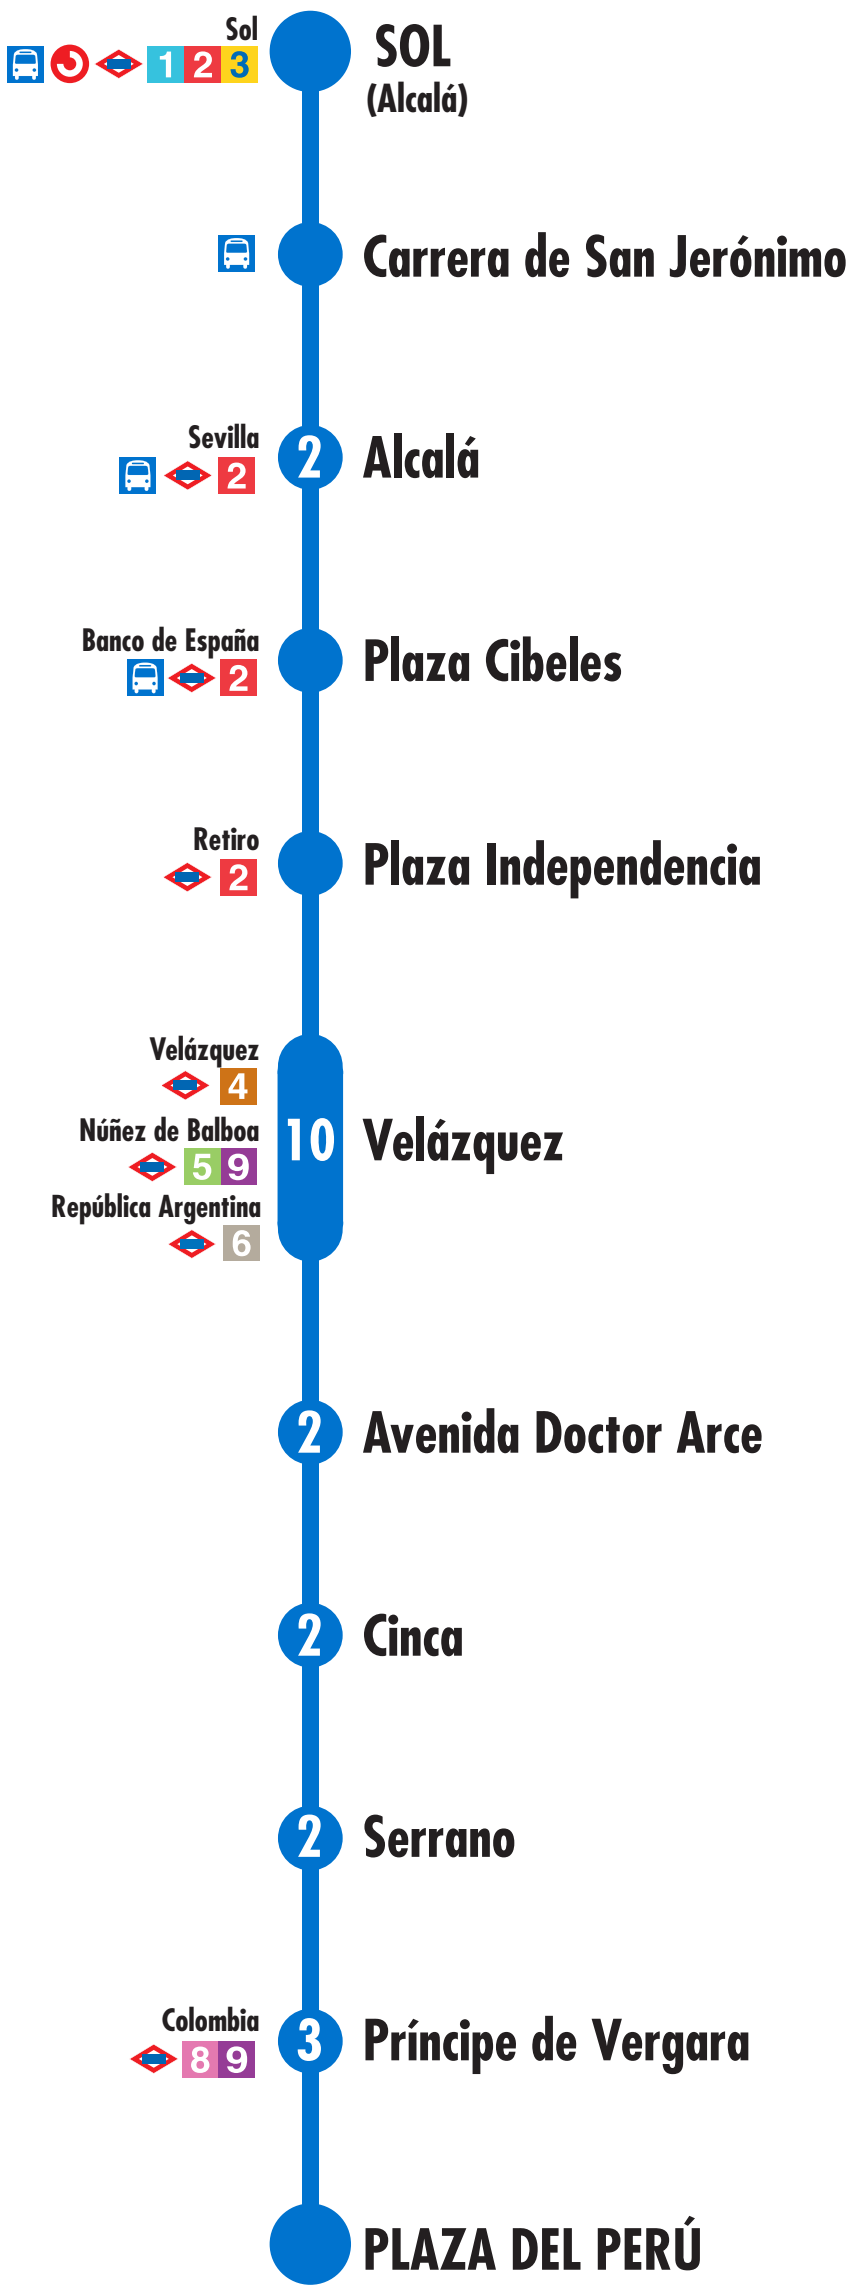 Sol
1 2 3
SOL
(Alcalá)
Carrera de San Jerónimo
Sevilla
2
2
Alcalá
Banco de España
2
Plaza Cibeles
Retiro
2
Plaza Independencia
Velázquez
4
Núñez de Balboa
5 9
República Argentina
6
10
Velázquez
2
Avenida Doctor Arce
2
Cinca
2
Serrano
Colombia
8 9
3
Príncipe de Vergara
PLAZA DEL PERÚ